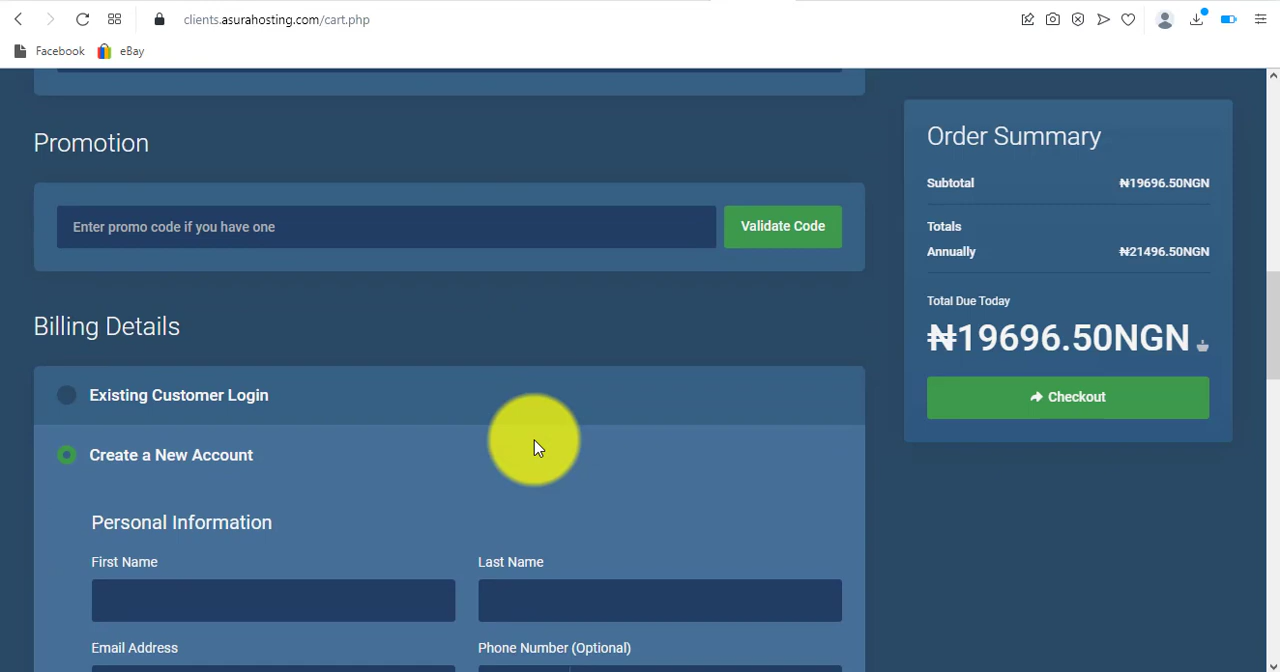 clients.asurahosting.com/cart.php
Facebook eBay
Promotion
Enter promo code if you have one
Validate Code
Billing Details
Existing Customer Login
Create a New Account
Personal Information
First Name Last Name
Email Address Phone Number (Optional)
Order Summary
Subtotal ₦19696.50NGN
Totals
Annually ₦21496.50NGN
Total Due Today
₦19696.50NGN
Checkout